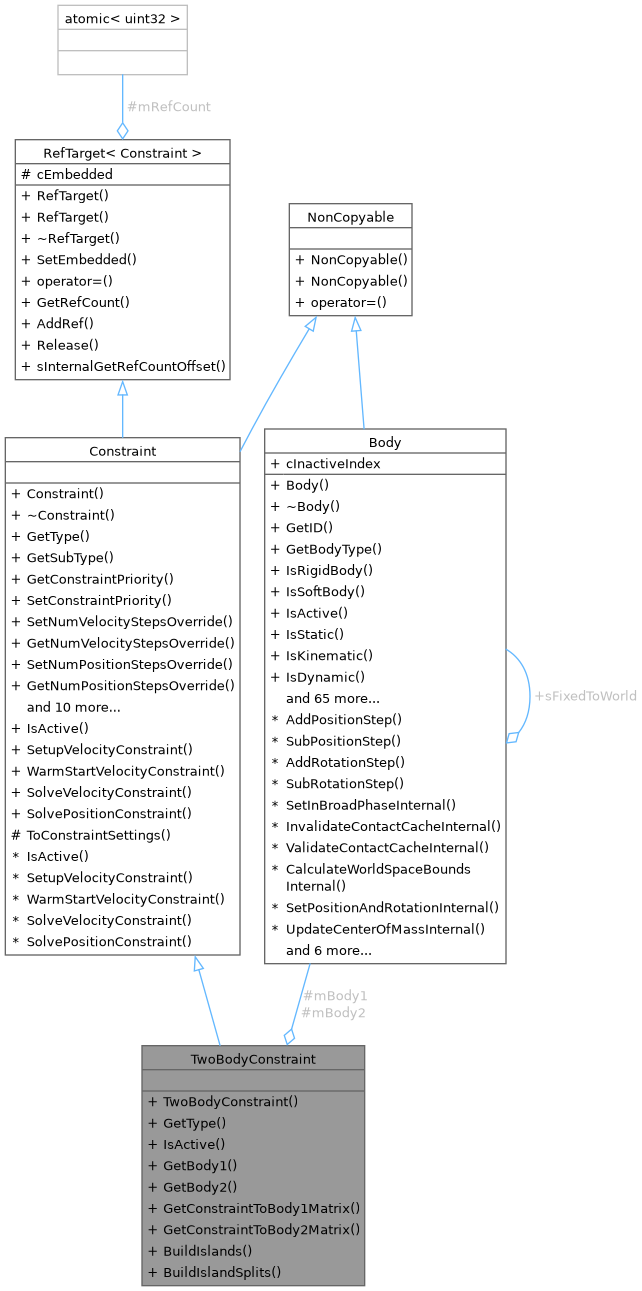 atomic< uint32 >
#mRefCount
RefTarget< Constraint >
# cEmbedded
+ RefTarget()
+ RefTarget()
+ ~RefTarget()
+ SetEmbedded()
+ operator=()
+ GetRefCount()
+ AddRef()
+ Release()
+ sInternalGetRefCountOffset()
NonCopyable
+ NonCopyable()
+ NonCopyable()
+ operator=()
Constraint
+ Constraint()
+ ~Constraint()
+ GetType()
+ GetSubType()
+ GetConstraintPriority()
+ SetConstraintPriority()
+ SetNumVelocityStepsOverride()
+ GetNumVelocityStepsOverride()
+ SetNumPositionStepsOverride()
+ GetNumPositionStepsOverride()
and 10 more...
+ IsActive()
+ SetupVelocityConstraint()
+ WarmStartVelocityConstraint()
+ SolveVelocityConstraint()
+ SolvePositionConstraint()
# ToConstraintSettings()
* IsActive()
* SetupVelocityConstraint()
* WarmStartVelocityConstraint()
* SolveVelocityConstraint()
* SolvePositionConstraint()
Body
+ cInactiveIndex
+ Body()
+ ~Body()
+ GetID()
+ GetBodyType()
+ IsRigidBody()
+ IsSoftBody()
+ IsActive()
+ IsStatic()
+ IsKinematic()
+ IsDynamic()
and 65 more...
* AddPositionStep()
* SubPositionStep()
* AddRotationStep()
* SubRotationStep()
* SetInBroadPhaseInternal()
* InvalidateContactCacheInternal()
* ValidateContactCacheInternal()
* CalculateWorldSpaceBounds
Internal()
* SetPositionAndRotationInternal()
* UpdateCenterOfMassInternal()
and 6 more...
+sFixedToWorld
#mBody1
#mBody2
TwoBodyConstraint
+ TwoBodyConstraint()
+ GetType()
+ IsActive()
+ GetBody1()
+ GetBody2()
+ GetConstraintToBody1Matrix()
+ GetConstraintToBody2Matrix()
+ BuildIslands()
+ BuildIslandSplits()